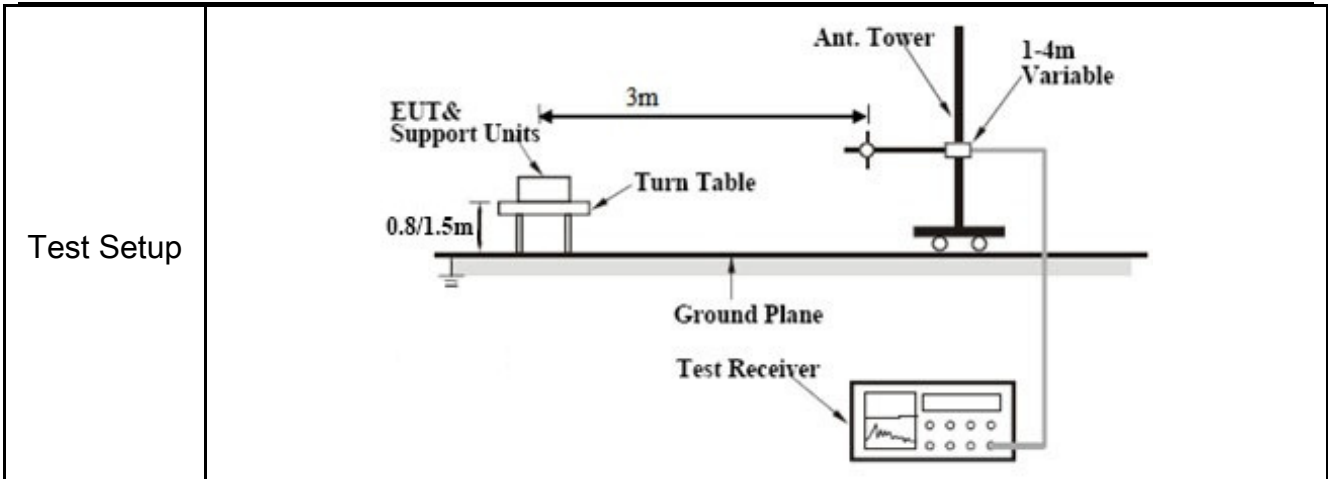 Test Setup
Ant. Tower
1-4m
Variable
3m
EUT&
Support Units
Turn Table
0.8/1.5m
Ground Plane
Test Receiver